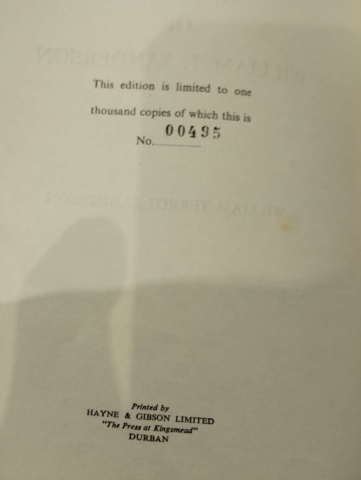 This edition is limited to one
thousand copies of which this is
No. 00495
Printed by
HAYNE & GIBSON LIMITED
"The Press at Kingsmead"
DURBAN